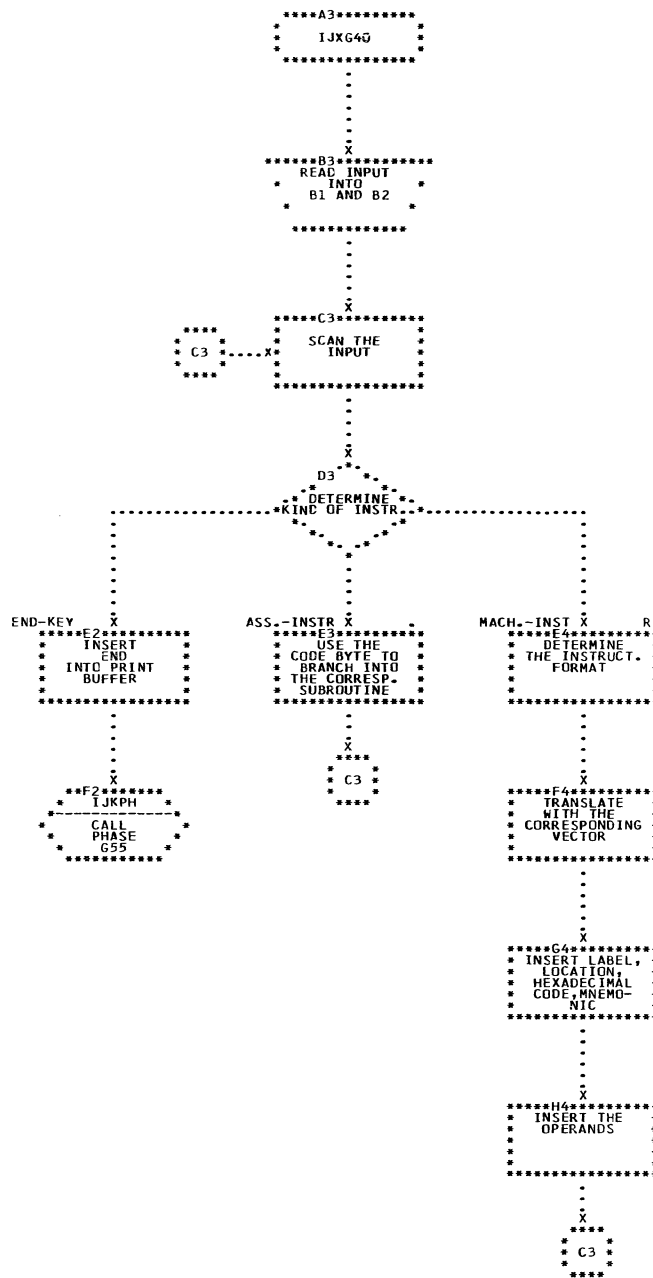 A3
IJXG40
B3
READ INPUT
INTO
B1 AND B2
C3
SCAN THE
INPUT
C3
D3
DETERMINE
KIND OF INSTR.
END-KEY
E2
INSERT
END
INTO PRINT
BUFFER
ASS.-INSTR
E3
USE THE
CODE BYTE TO
BRANCH INTO
THE CORRESP.
SUBROUTINE
MACH.-INST
R
E4
DETERMINE
THE INSTRUCT.
FORMAT
C3
F2
IJKPH
CALL
PHASE
G55
F4
TRANSLATE
WITH THE
CORRESPONDING
VECTOR
G4
INSERT LABEL,
LOCATION,
HEXADECIMAL
CODE,MNEMO-
NIC
H4
INSERT THE
OPERANDS
C3